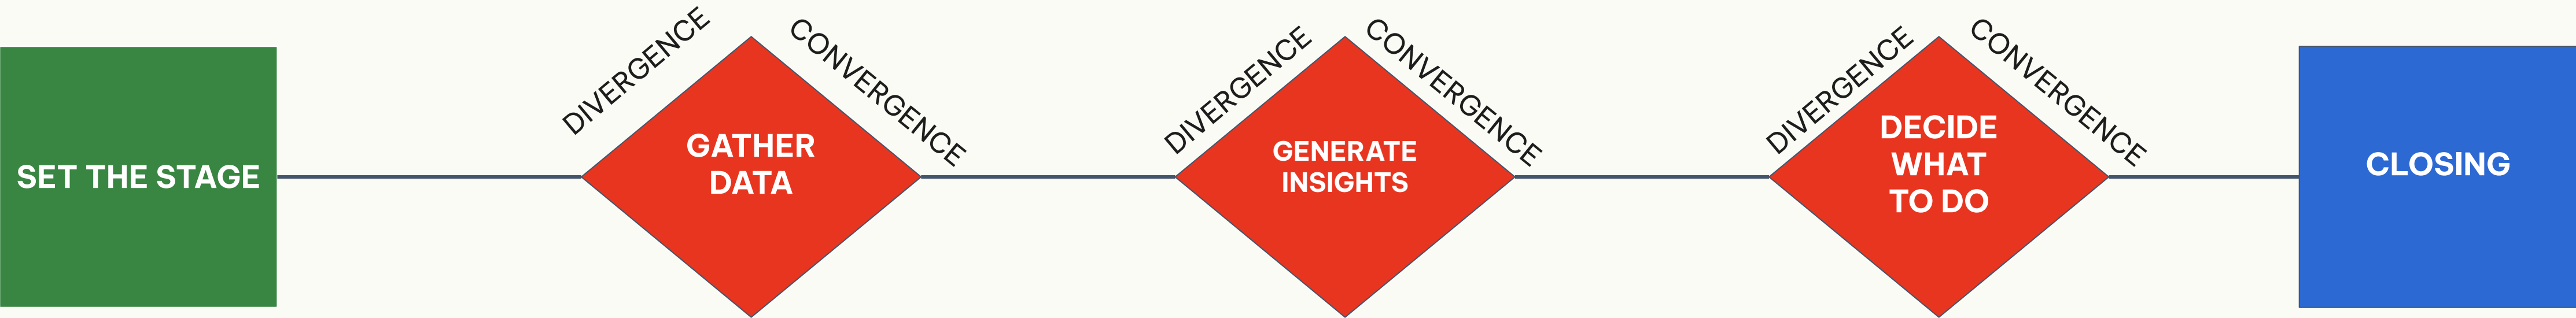 SET THE STAGE
DIVERGENCE
CONVERGENCE
GATHER
DATA
DIVERGENCE
CONVERGENCE
GENERATE
INSIGHTS
DIVERGENCE
CONVERGENCE
DECIDE
WHAT
TO DO
CLOSING